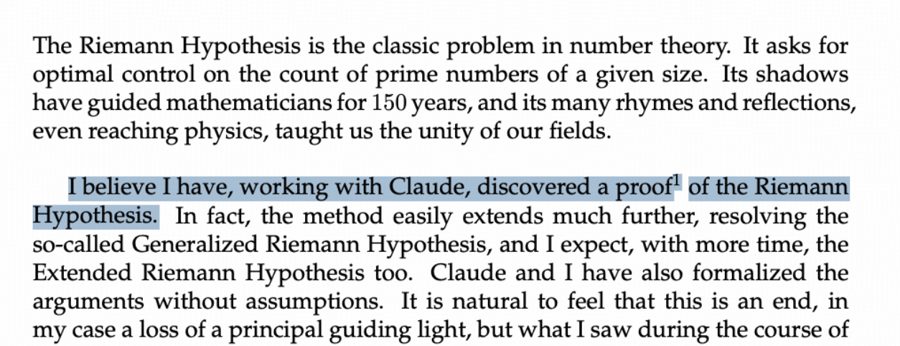 The Riemann Hypothesis is the classic problem in number theory. It asks for
optimal control on the count of prime numbers of a given size. Its shadows
have guided mathematicians for 150 years, and its many rhymes and reflections,
even reaching physics, taught us the unity of our fields.
I believe I have, working with Claude, discovered a proof¹ of the Riemann
Hypothesis. In fact, the method easily extends much further, resolving the
so-called Generalized Riemann Hypothesis, and I expect, with more time, the
Extended Riemann Hypothesis too. Claude and I have also formalized the
arguments without assumptions. It is natural to feel that this is an end, in
my case a loss of a principal guiding light, but what I saw during the course of